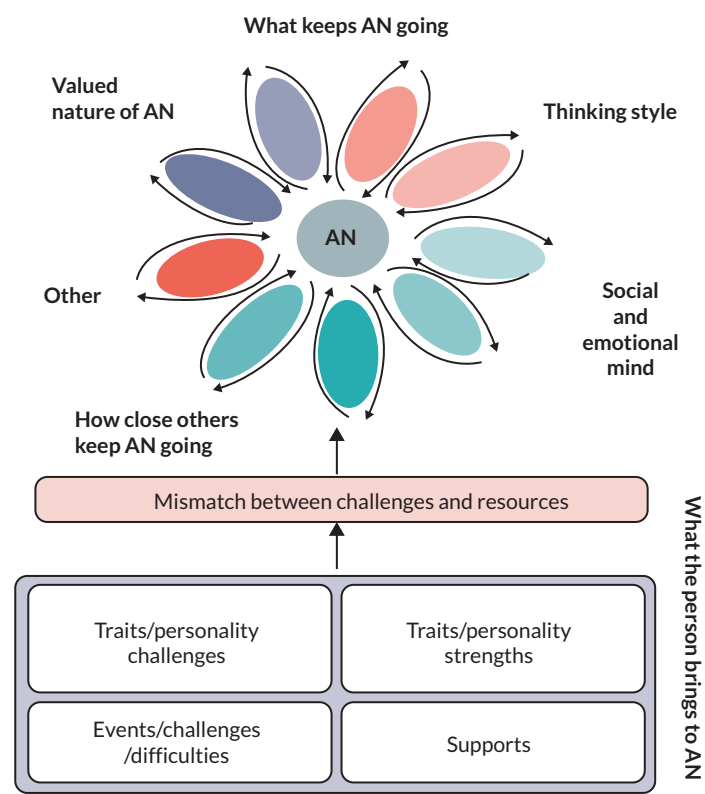 What keeps AN going
Valued
nature of AN
Thinking style
AN
Other
Social
and
emotional
mind
How close others
keep AN going
Mismatch between challenges and resources
What the person brings to AN
Traits/personality
challenges
Traits/personality
strengths
Events/challenges
/difficulties
Supports